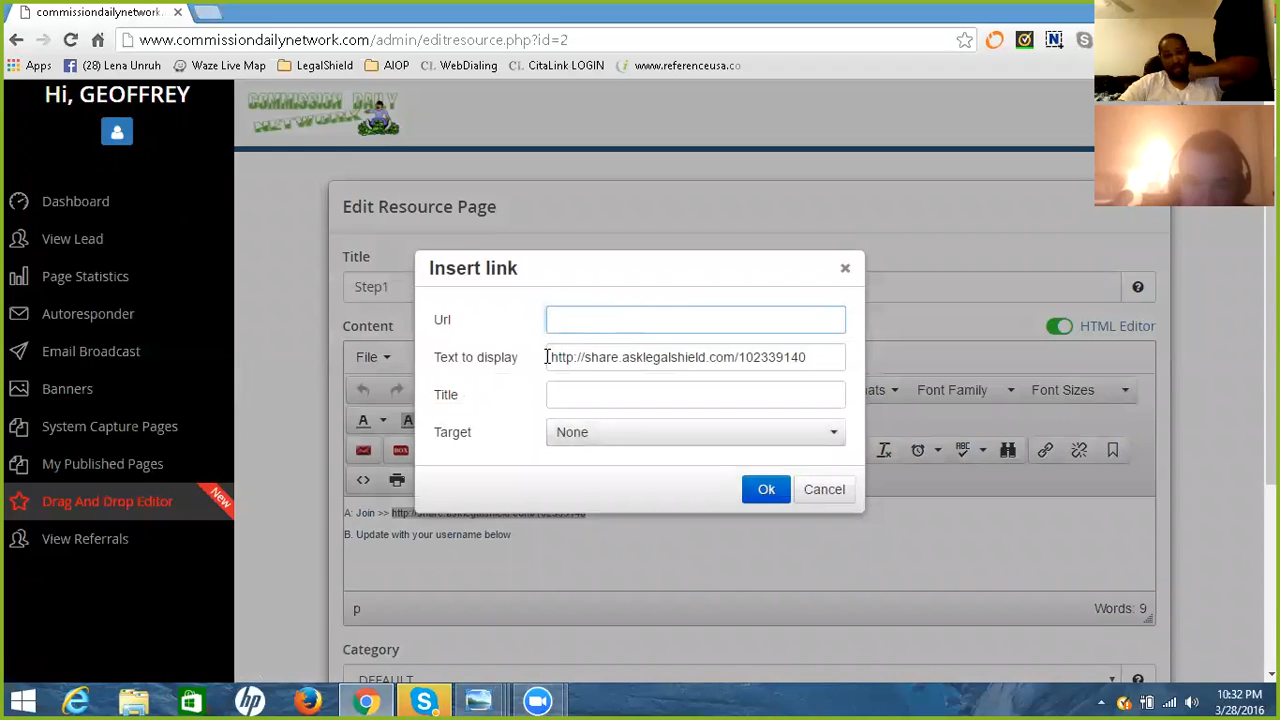 commissiondailynetwork.
www.commissiondailynetwork.com/admin/editresource.php?id=2
Apps (28) Lena Unruh Waze Live Map LegalShield AIOP WebDialing CitaLink LOGIN www.referenceusa.co
Hi, GEOFFREY
COMMISSION DAILY
NETWORK
Dashboard
View Lead
Page Statistics
Autoresponder
Email Broadcast
Banners
System Capture Pages
My Published Pages
Drag And Drop Editor
New
View Referrals
Edit Resource Page
Title
Step1
Content
HTML Editor
File
Font Family Font Sizes
Insert link
Url
Text to display http://share.asklegalshield.com/102339140
Title
Target None
Ok Cancel
A: Join >> http://share.asklegalshield.com/102339140
B. Update with your username below
p
Words: 9
Category
DEFAULT
10:32 PM
3/28/2016